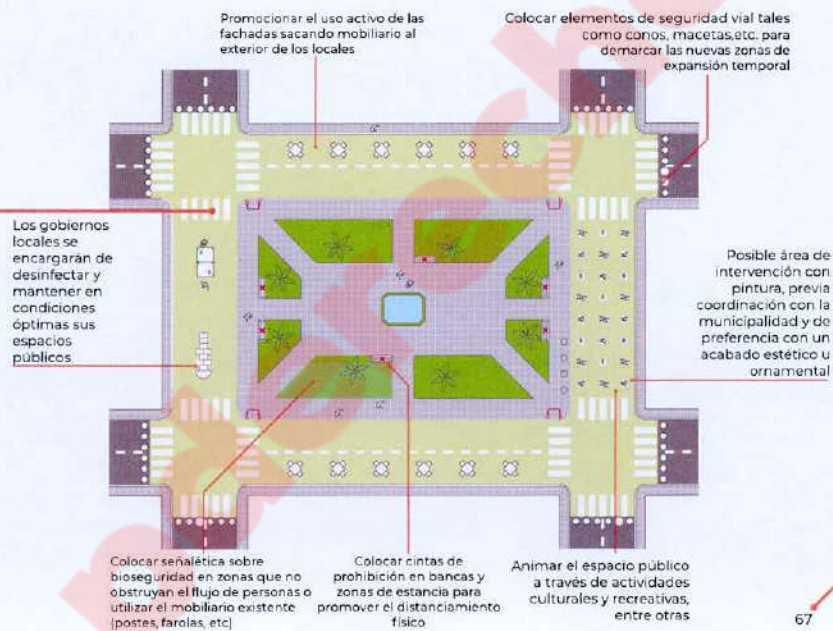 Promocionar el uso activo de las
fachadas sacando mobiliario al
exterior de los locales
Colocar elementos de seguridad vial tales
como conos, macetas,etc. para
demarcar las nuevas zonas de
expansión temporal
Los gobiernos
locales se
encargarán de
desinfectar y
mantener en
condiciones
óptimas sus
espacios
públicos
Posible área de
intervención con
pintura, previa
coordinación con la
municipalidad y de
preferencia con un
acabado estético u
ornamental
Colocar señalética sobre
bioseguridad en zonas que no
obstruyan el flujo de personas o
utilizar el mobiliario existente
(postes, farolas, etc)
Colocar cintas de
prohibición en bancas y
zonas de estancia para
promover el distanciamiento
físico
Animar el espacio público
a través de actividades
culturales y recreativas,
entre otras
67